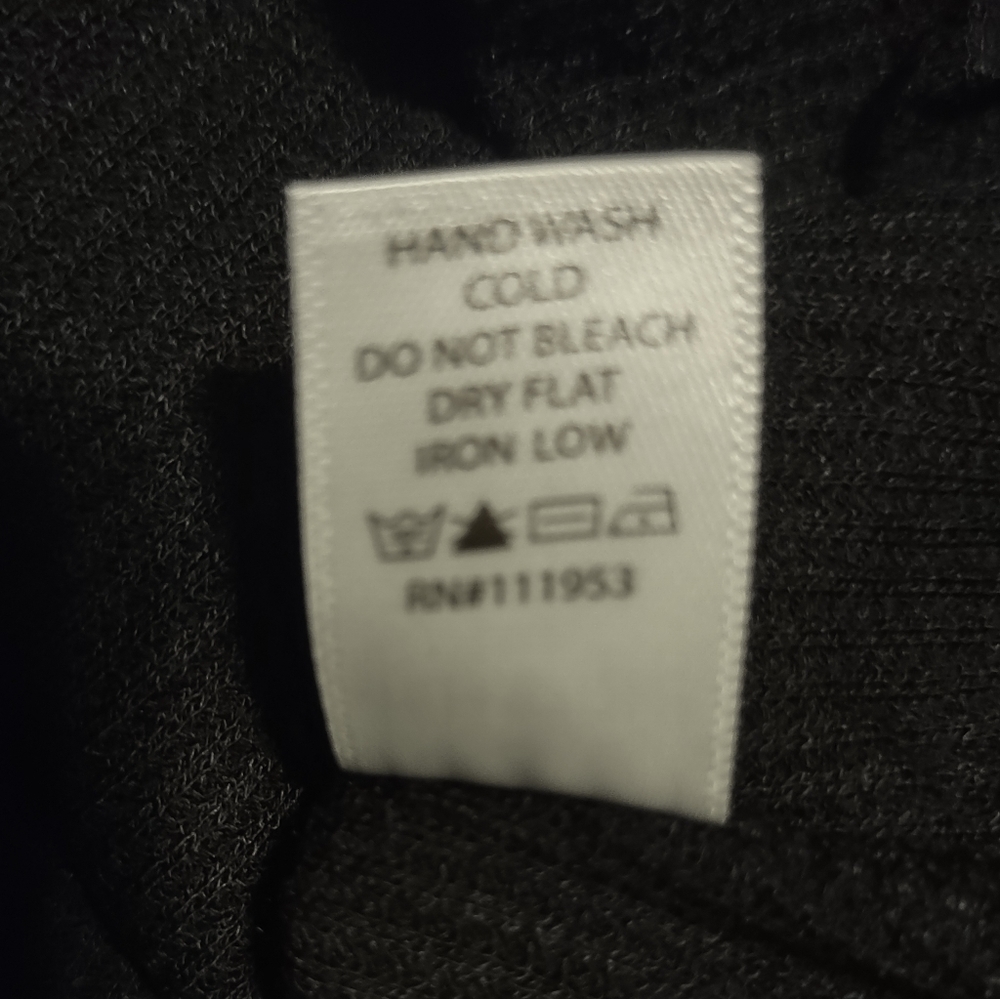 HAND WASH
COLD
DO NOT BLEACH
DRY FLAT
IRON LOW
RN#111953